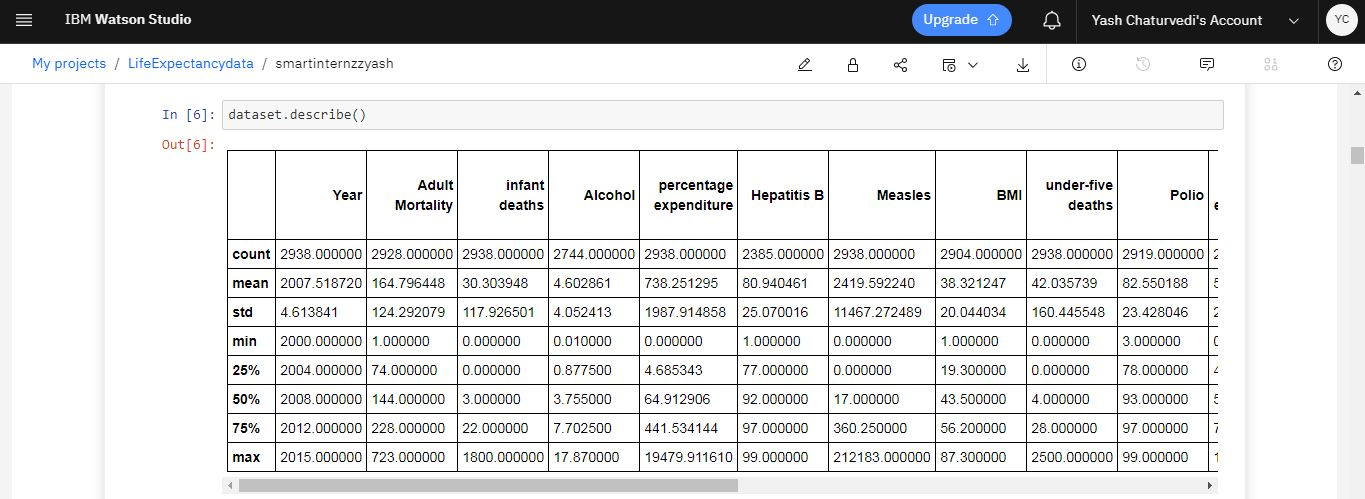 IBM Watson Studio
Upgrade
Yash Chaturvedi's Account
YC
My projects / LifeExpectancydata / smartinternzzyash
In [6]: dataset.describe()
Out[6]:
Year Adult Mortality infant deaths Alcohol percentage expenditure Hepatitis B Measles BMI under-five deaths Polio
count 2938.000000 2928.000000 2938.000000 2744.000000 2938.000000 2385.000000 2938.000000 2904.000000 2938.000000 2919.000000
mean 2007.518720 164.796448 30.303948 4.602861 738.251295 80.940461 2419.592240 38.321247 42.035739 82.550188
std 4.613841 124.292079 117.926501 4.052413 1987.914858 25.070016 11467.272489 20.044034 160.445548 23.428046
min 2000.000000 1.000000 0.000000 0.010000 0.000000 1.000000 0.000000 1.000000 0.000000 3.000000
25% 2004.000000 74.000000 0.000000 0.877500 4.685343 77.000000 0.000000 19.300000 0.000000 78.000000
50% 2008.000000 144.000000 3.000000 3.755000 64.912906 92.000000 17.000000 43.500000 4.000000 93.000000
75% 2012.000000 228.000000 22.000000 7.702500 441.534144 97.000000 360.250000 56.200000 28.000000 97.000000
max 2015.000000 723.000000 1800.000000 17.870000 19479.911610 99.000000 212183.000000 87.300000 2500.000000 99.000000